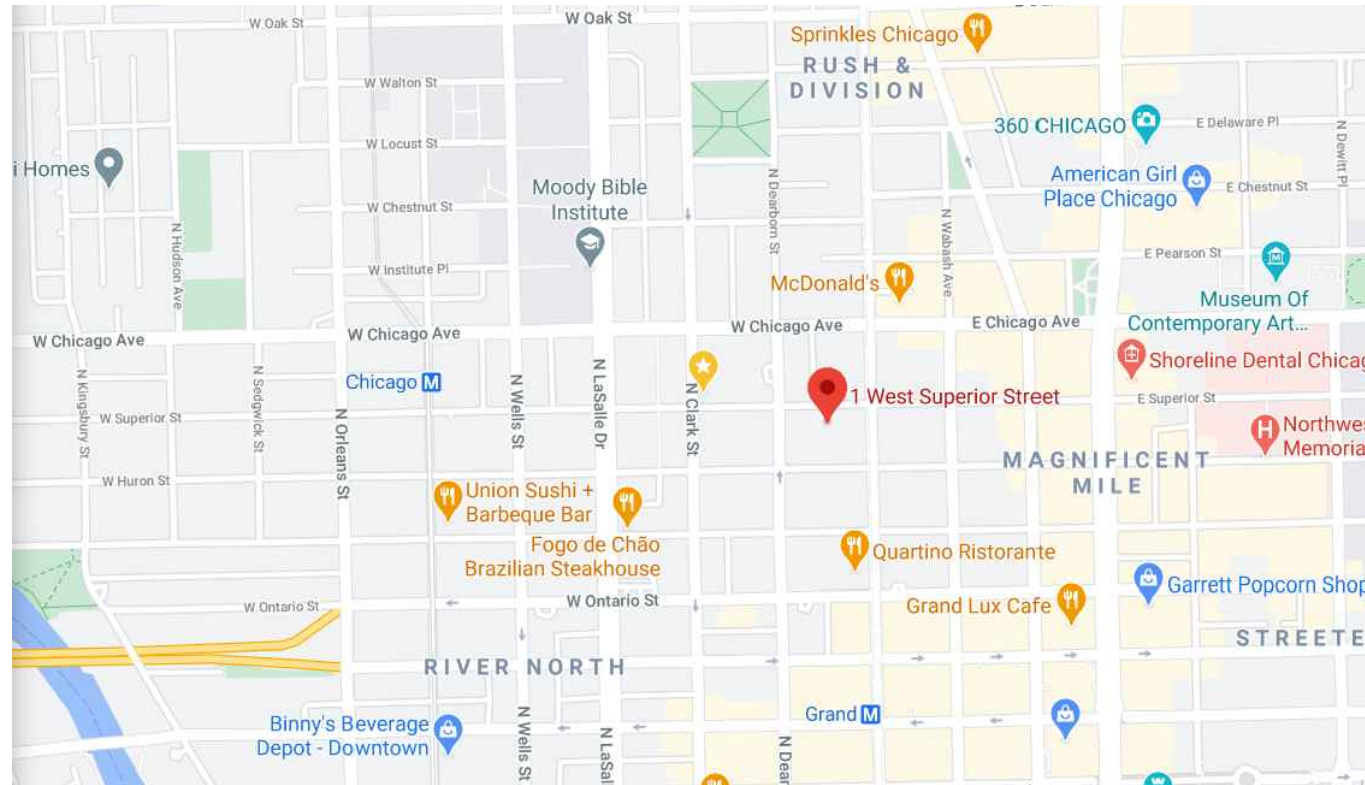 W Oak St
W Oak St
Sprinkles Chicago
RUSH &
DIVISION
W Walton St
360 CHICAGO
E Delaware Pl
N Dewitt Pl
W Locust St
i Homes
Moody Bible
Institute
American Girl
Place Chicago
E Chestnut St
N Dearborn St
W Chestnut St
N Hudson Ave
N Wabash Ave
E Pearson St
W Institute Pl
McDonald's
Museum Of
Contemporary Art...
W Chicago Ave
W Chicago Ave
W Chicago Ave
E Chicago Ave
Shoreline Dental Chicag
Chicago M
1 West Superior Street
E Superior St
N Kingsbury St
N Sedgwick St
W Superior St
N Orleans St
N Wells St
N LaSalle Dr
N Clark St
H
Northwes
Memoria
MAGNIFICENT
MILE
W Huron St
Union Sushi +
Barbeque Bar
Fogo de Chão
Brazilian Steakhouse
Quartino Ristorante
Garrett Popcorn Shop
W Ontario St
W Ontario St
Grand Lux Cafe
STREETE
RIVER NORTH
Binny's Beverage
Depot - Downtown
Grand M
N Wells St
N LaSal
N Dear